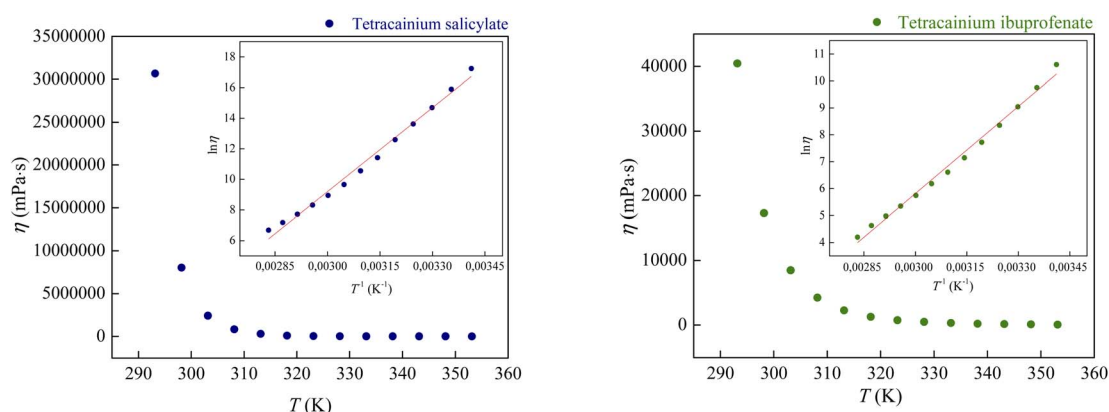 Tetracainium salicylate
35000000
30000000
25000000
20000000
15000000
10000000
5000000
0
η (mPa·s)
290 300 310 320 330 340 350 360
T (K)
18
16
14
12
10
8
6
lnη
0,00285 0,00300 0,00315 0,00330 0,00345
T⁻¹ (K⁻¹)
Tetracainium ibuprofenate
40000
30000
20000
10000
0
η (mPa·s)
290 300 310 320 330 340 350 360
T (K)
11
10
9
8
7
6
5
4
lnη
0,00285 0,00300 0,00315 0,00330 0,00345
T⁻¹ (K⁻¹)